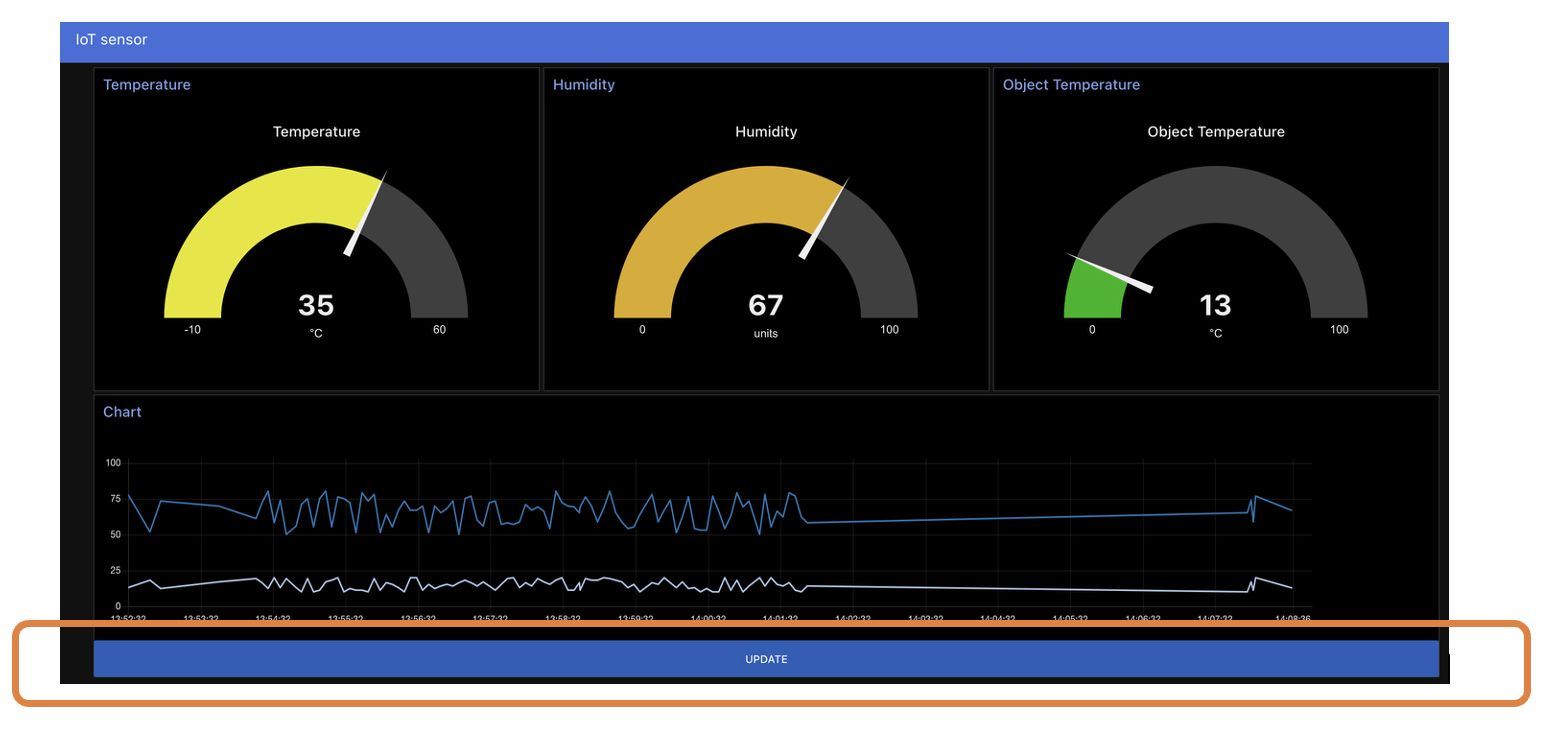 IoT sensor
Temperature
Temperature
35
°C
-10
60
Humidity
Humidity
67
units
0
100
Object Temperature
Object Temperature
13
°C
0
100
Chart
100
75
50
25
0
13:52:32 13:53:32 13:54:32 13:55:32 13:56:32 13:57:32 13:58:32 13:59:32 14:00:32 14:01:32 14:02:32 14:03:32 14:04:32 14:05:32 14:06:32 14:07:32 14:08:36
UPDATE